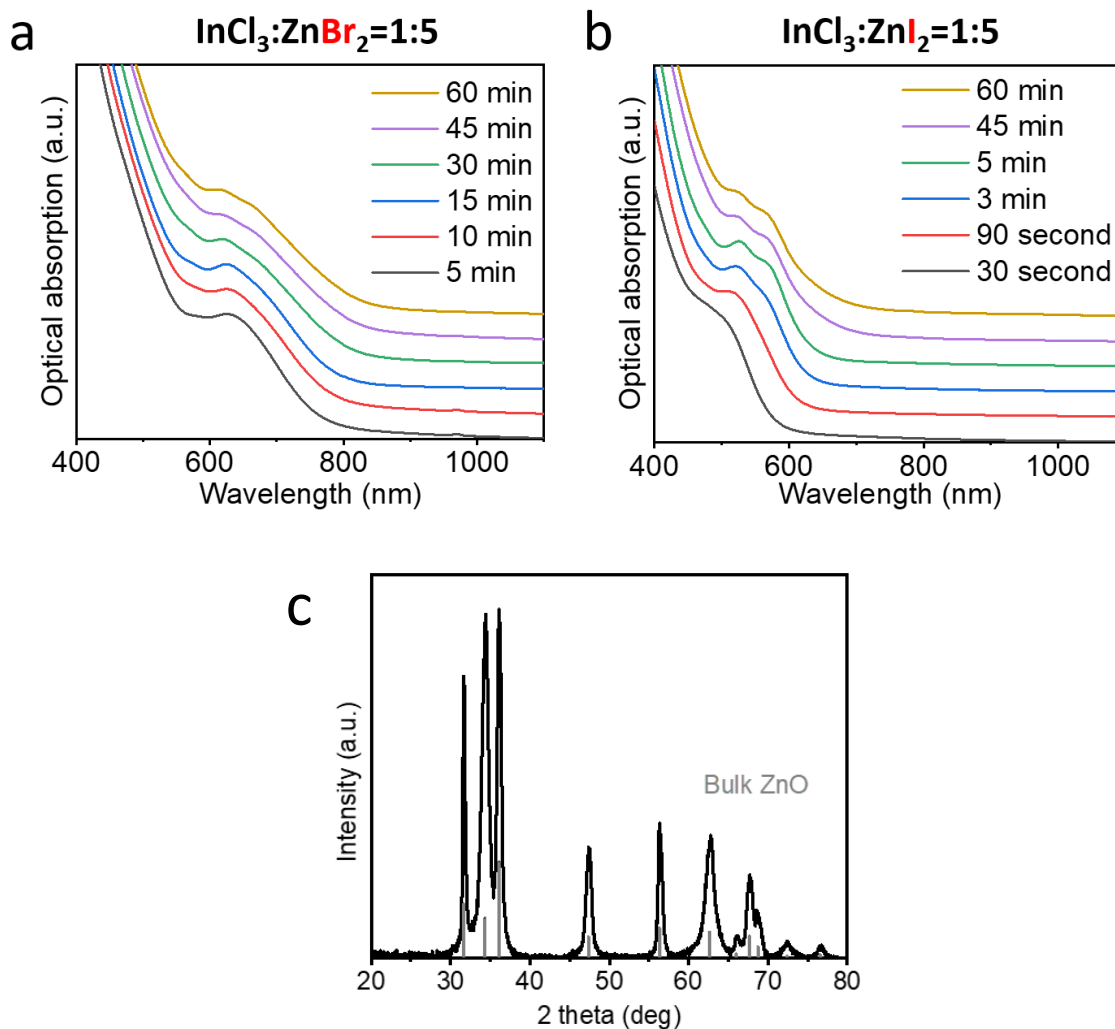 a
InCl₃:ZnBr₂=1:5
60 min
45 min
30 min
15 min
10 min
5 min
Optical absorption (a.u.)
400 600 800 1000
Wavelength (nm)
b
InCl₃:ZnI₂=1:5
60 min
45 min
5 min
3 min
90 second
30 second
Optical absorption (a.u.)
400 600 800 1000
Wavelength (nm)
c
Bulk ZnO
Intensity (a.u.)
20 30 40 50 60 70 80
2 theta (deg)